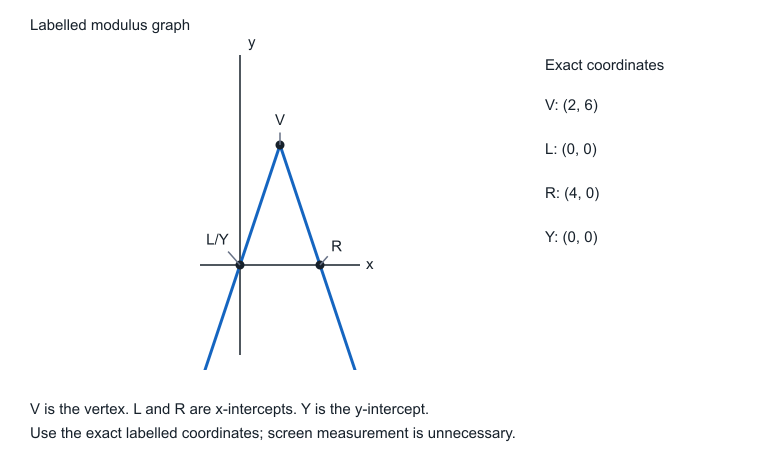 Labelled modulus graph
y
Exact coordinates
V: (2, 6)
V
L: (0, 0)
R: (4, 0)
L/Y
R
Y: (0, 0)
x
V is the vertex. L and R are x-intercepts. Y is the y-intercept.
Use the exact labelled coordinates; screen measurement is unnecessary.